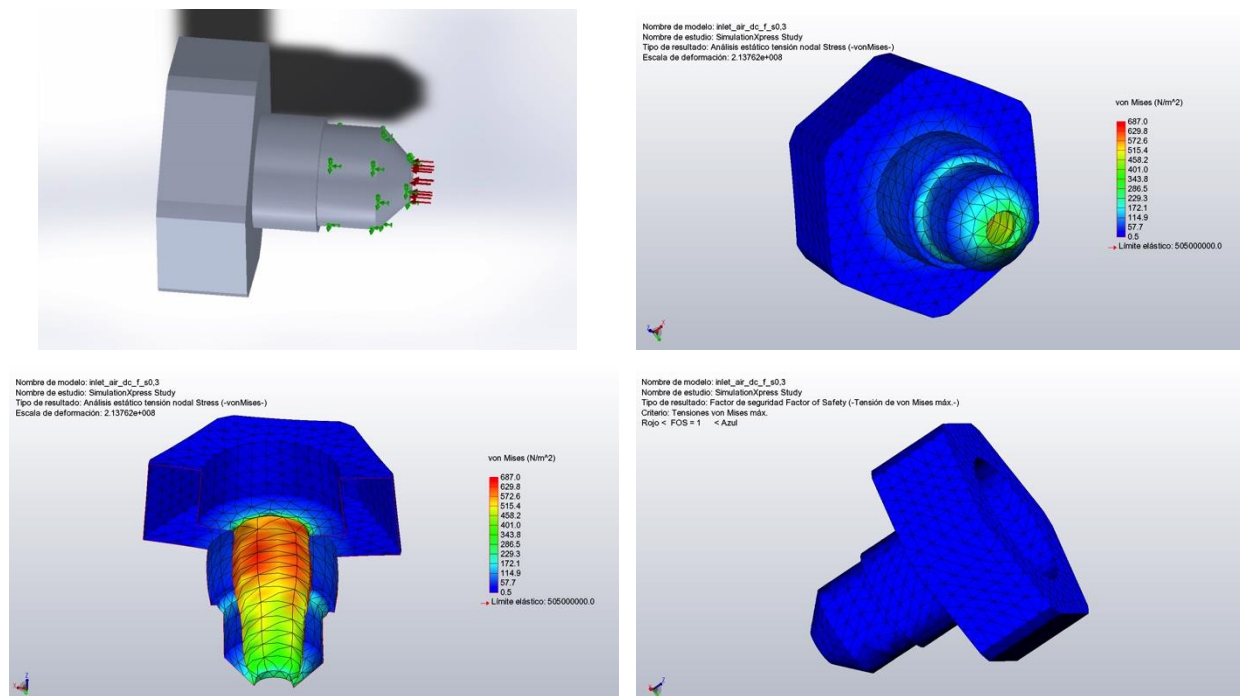 Nombre de modelo: inlet_air_dc_f_s0,3
Nombre de estudio: SimulationXpress Study
Tipo de resultado: Análisis estático tensión nodal Stress (-vonMises-)
Escala de deformación: 2.13762e+008
von Mises (N/m^2)
687.0
629.8
572.6
515.4
458.2
401.0
343.8
286.5
229.3
172.1
114.9
57.7
0.5
Límite elástico: 505000000.0
Nombre de modelo: inlet_air_dc_f_s0,3
Nombre de estudio: SimulationXpress Study
Tipo de resultado: Análisis estático tensión nodal Stress (-vonMises-)
Escala de deformación: 2.13762e+008
von Mises (N/m^2)
687.0
629.8
572.6
515.4
458.2
401.0
343.8
286.5
229.3
172.1
114.9
57.7
0.5
Límite elástico: 505000000.0
Nombre de modelo: inlet_air_dc_f_s0,3
Nombre de estudio: SimulationXpress Study
Tipo de resultado: Factor de seguridad Factor of Safety (-Tensión de von Mises máx.-)
Criterio: Tensiones von Mises máx.
Rojo < FOS = 1 < Azul